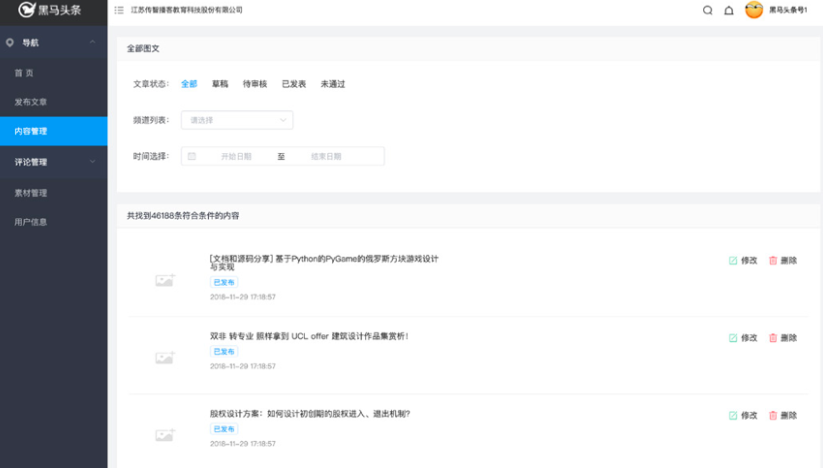 黑马头条
江苏传智播客教育科技股份有限公司
黑马头条号1
导航
首页
发布文章
内容管理
评论管理
素材管理
用户信息
全部图文
文章状态： 全部 草稿 待审核 已发表 未通过
频道列表： 请选择
时间选择： 开始日期 至 结束日期
共找到46188条符合条件的内容
[文档和源码分享] 基于Python的PyGame的俄罗斯方块游戏设计
与实现
修改 删除
已发布
2018-11-29 17:18:57
双非 转专业 照样拿到 UCL offer 建筑设计作品集赏析！
修改 删除
已发布
2018-11-29 17:18:57
股权设计方案：如何设计初创期的股权进入、退出机制？
修改 删除
已发布
2018-11-29 17:18:57